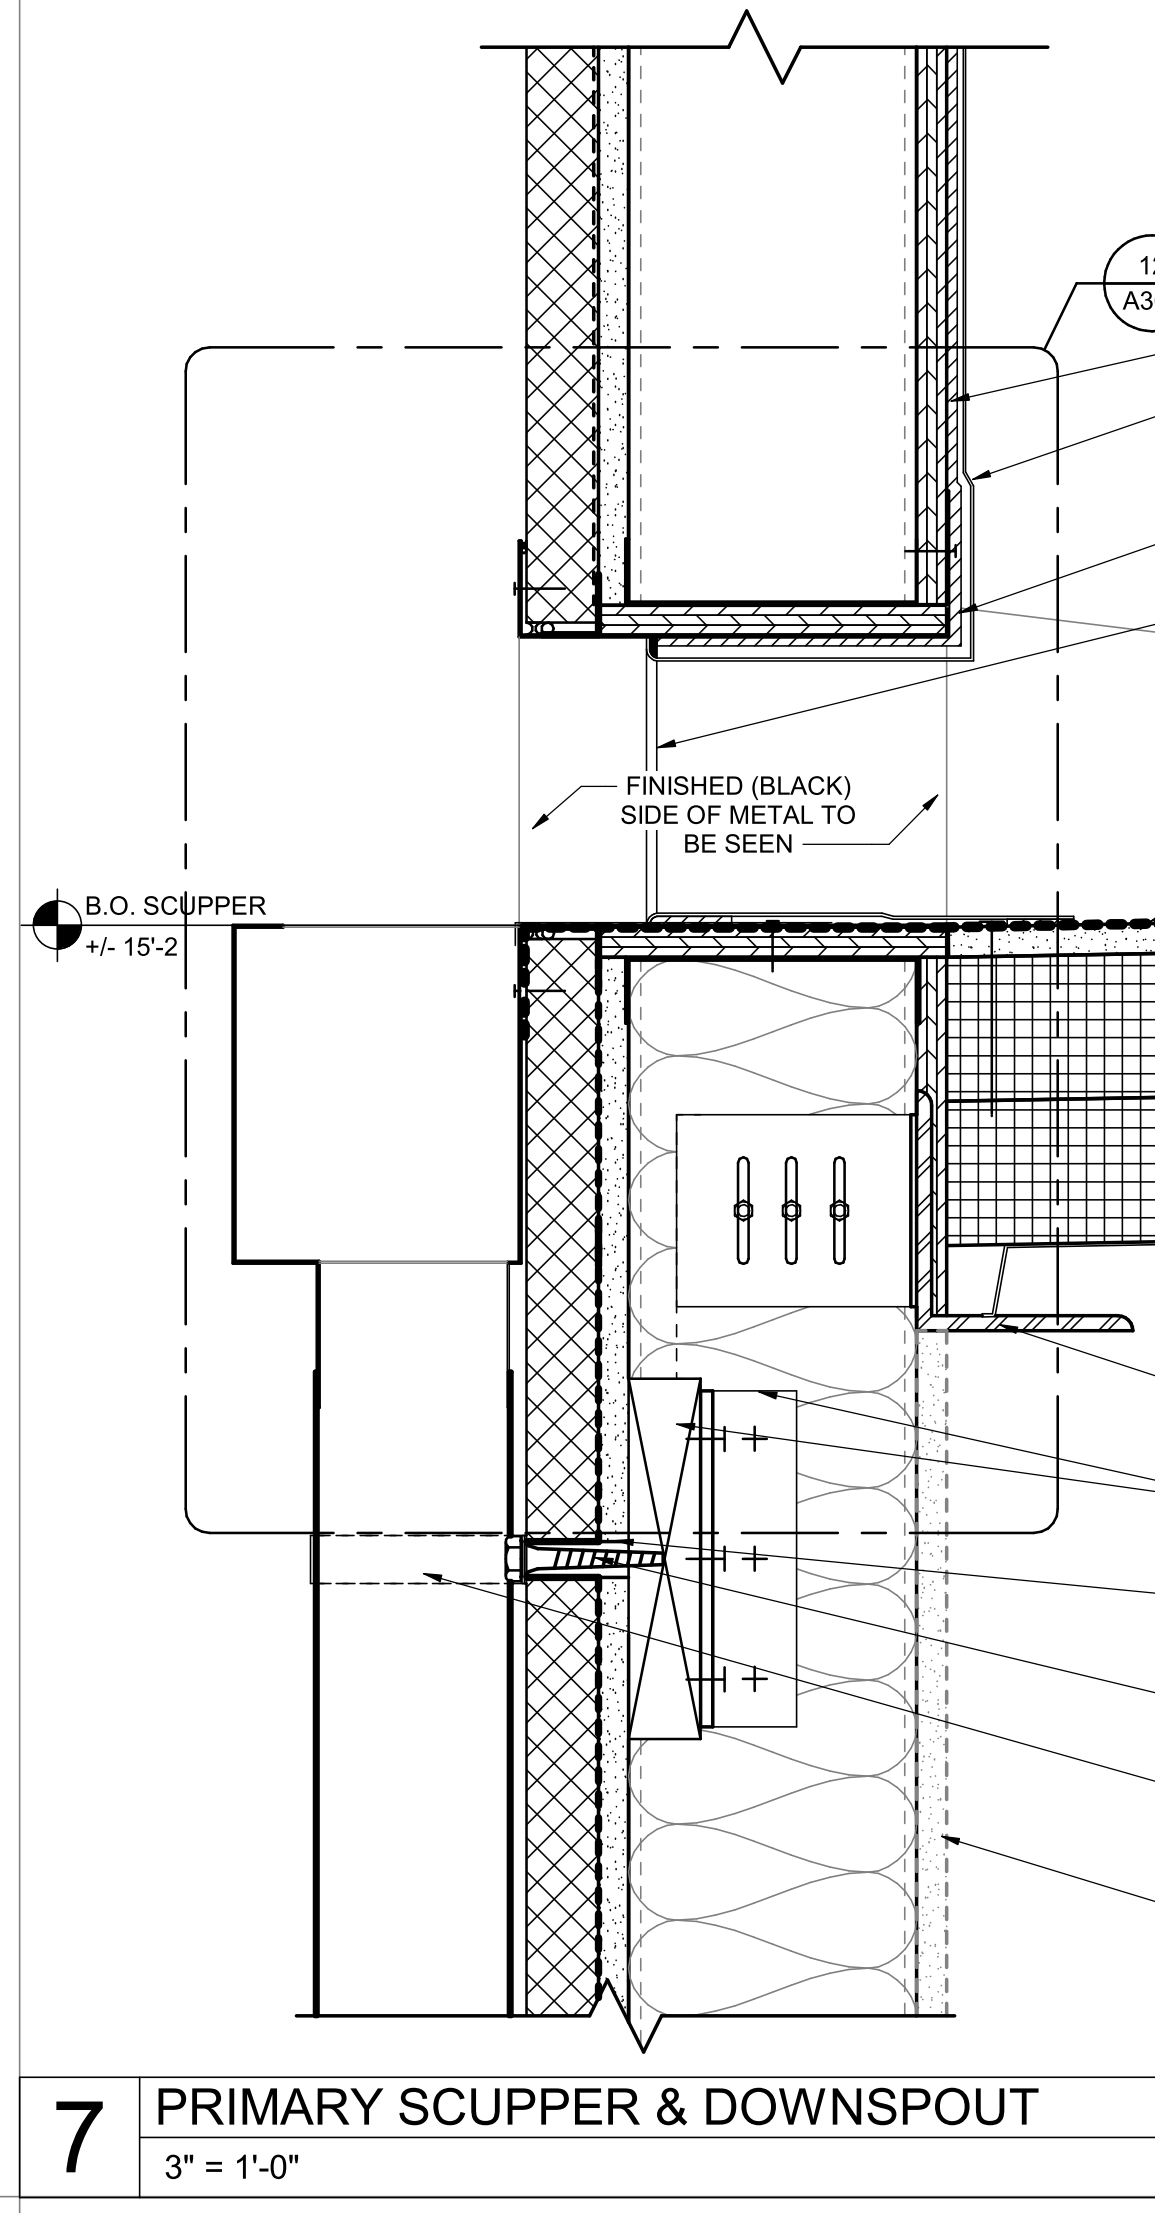 FINISHED (BLACK)
SIDE OF METAL TO
BE SEEN
B.O. SCUPPER
+/- 15'-2
7
PRIMARY SCUPPER & DOWNSPOUT
3" = 1'-0"